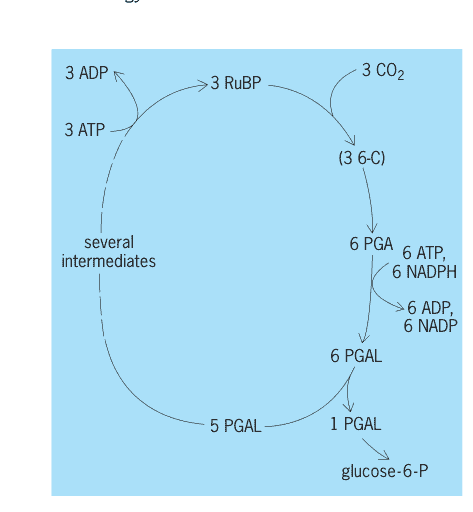 3 ADP
3 RuBP
3 CO₂
3 ATP
(3 6-C)
several
intermediates
6 PGA
6 ATP,
6 NADPH
6 ADP,
6 NADP
6 PGAL
5 PGAL
1 PGAL
glucose-6-P